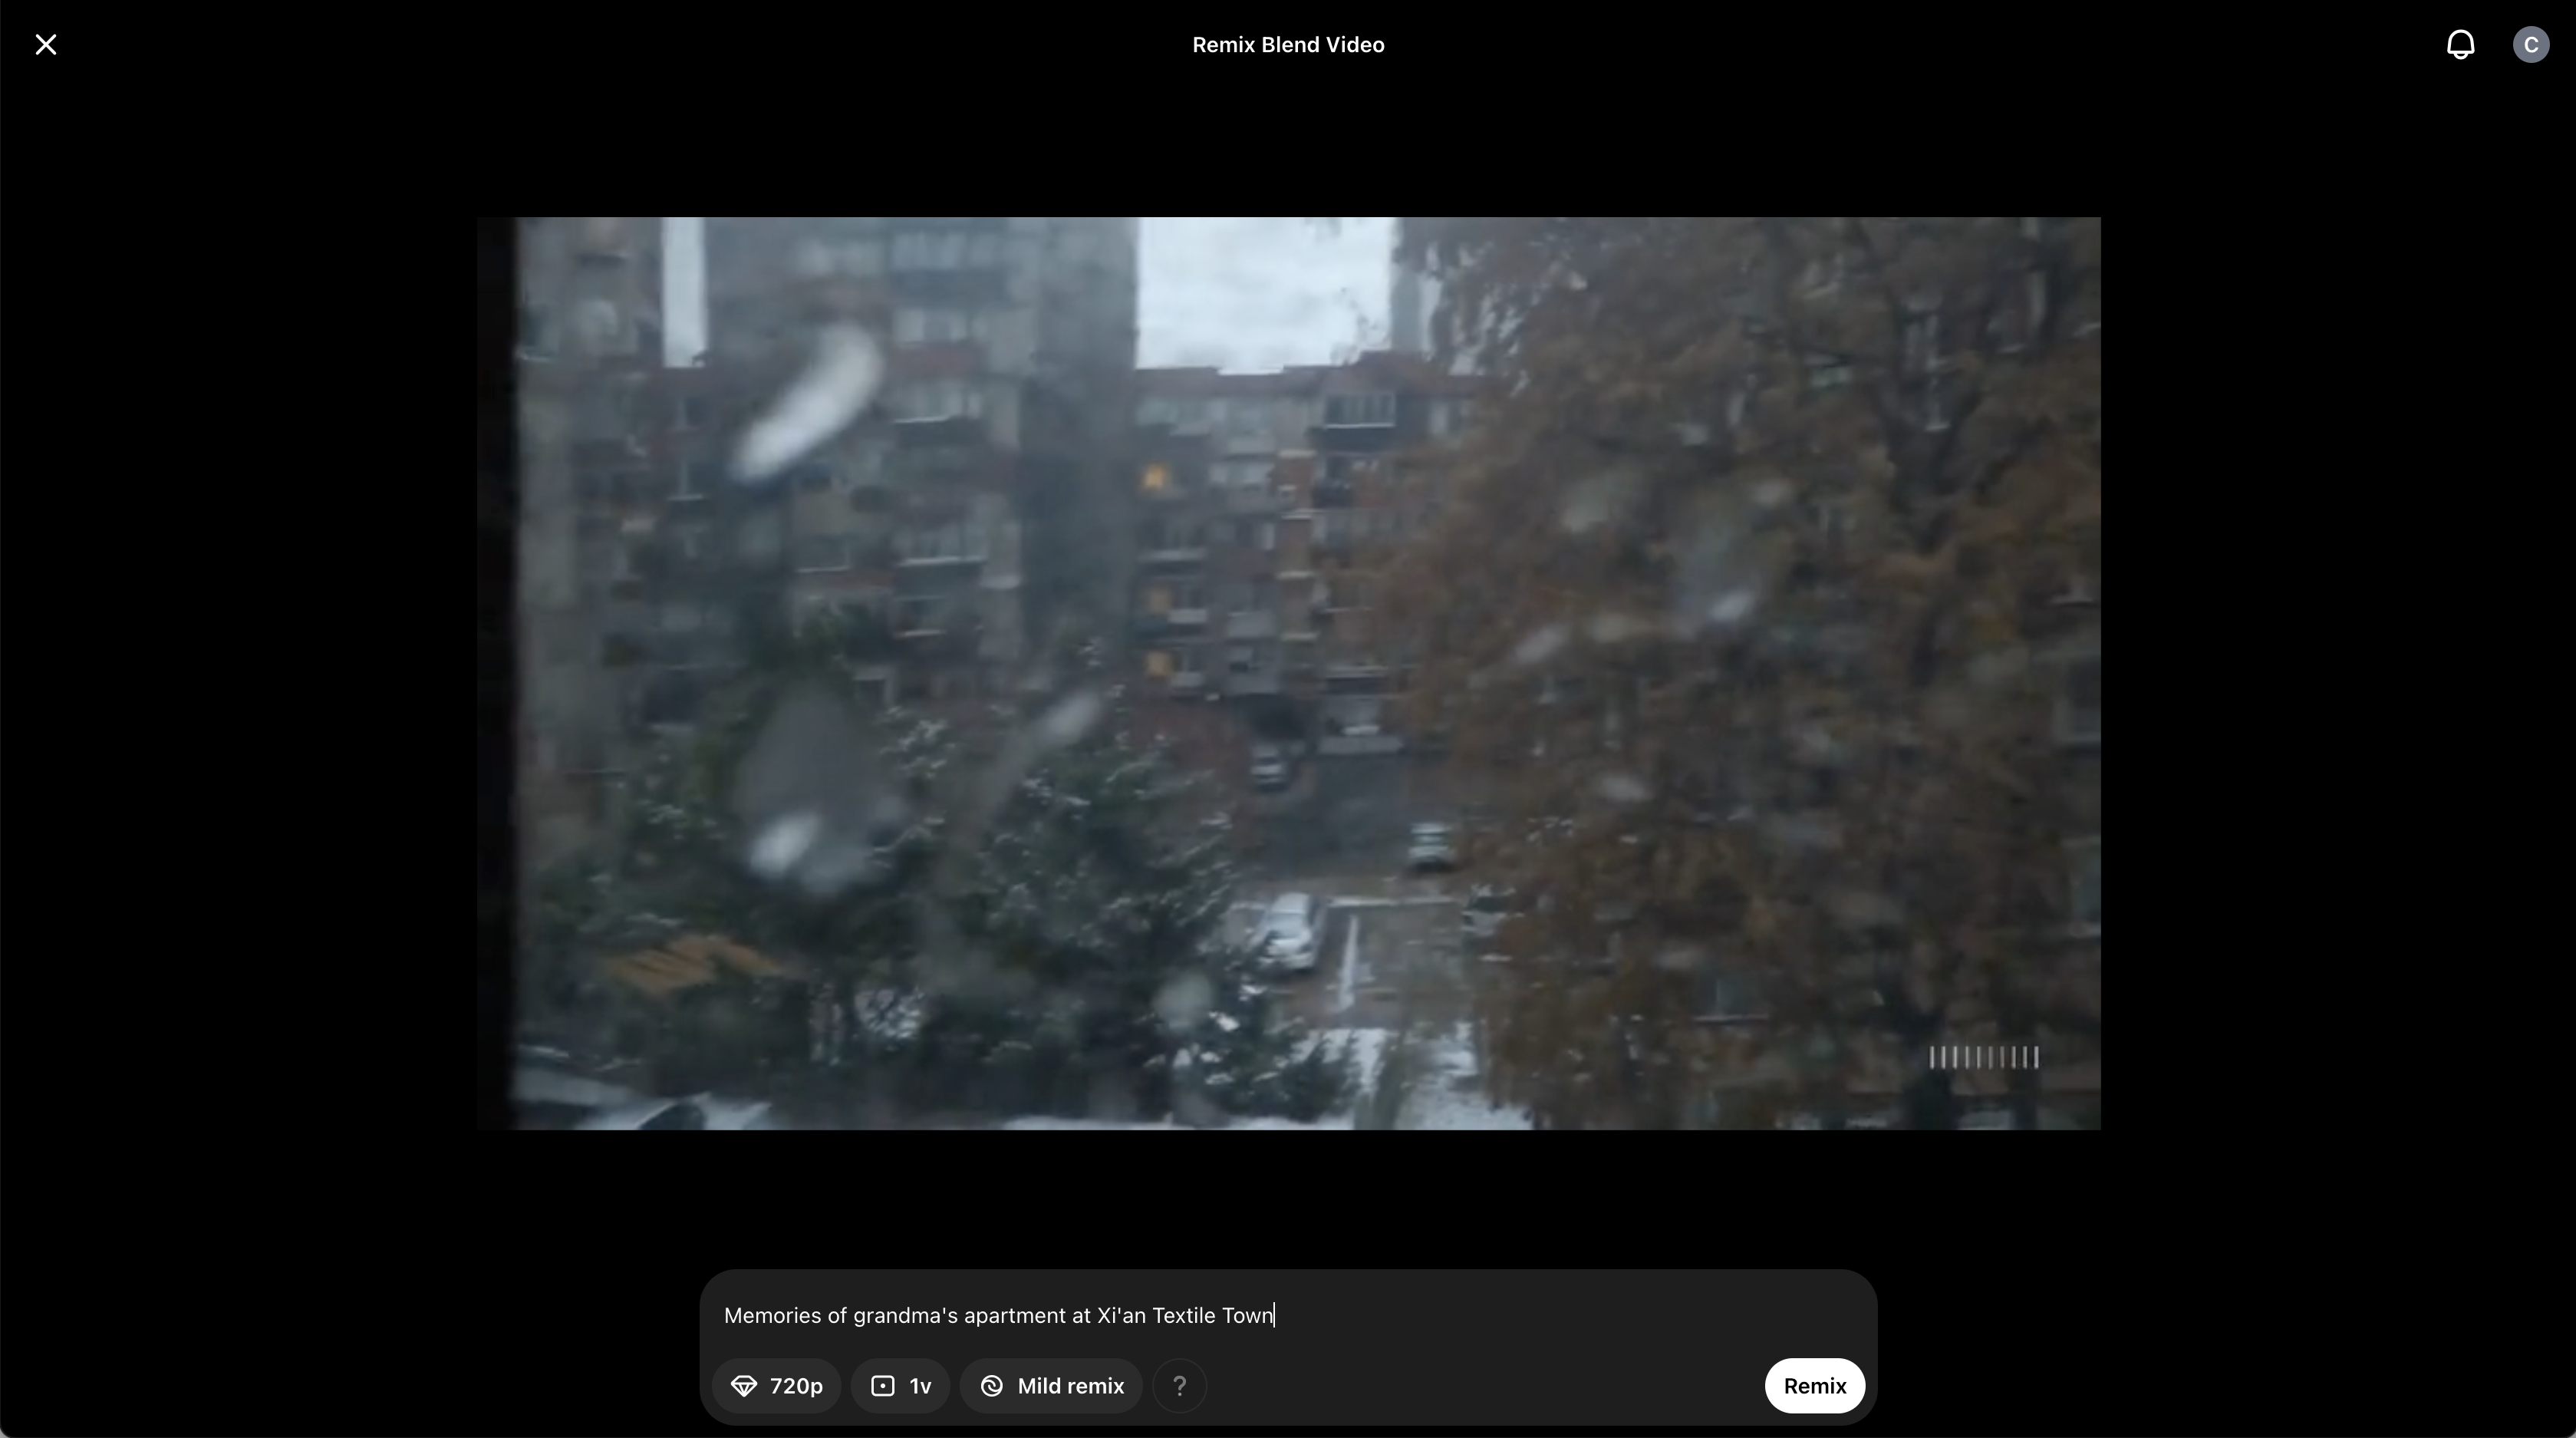 Remix Blend Video
C
Memories of grandma's apartment at Xi'an Textile Town
720p
1v
Mild remix
?
Remix